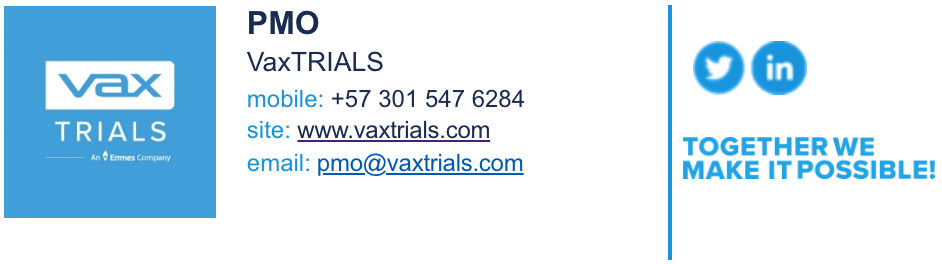 vax
TRIALS
An Emmes Company
PMO
VaxTRIALS
mobile: +57 301 547 6284
site: www.vaxtrials.com
email: pmo@vaxtrials.com
in
TOGETHER WE
MAKE IT POSSIBLE!